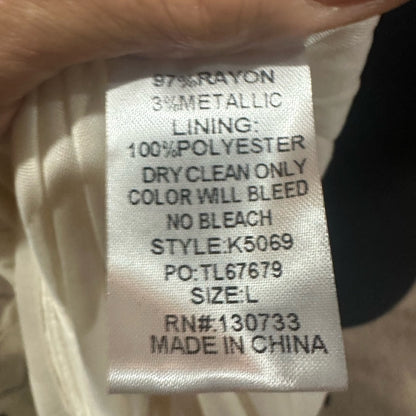 97%RAYON
3%METALLIC
LINING:
100%POLYESTER
DRY CLEAN ONLY
COLOR WILL BLEED
NO BLEACH
STYLE:K5069
PO:TL67679
SIZE:L
RN#.130733
MADE IN CHINA